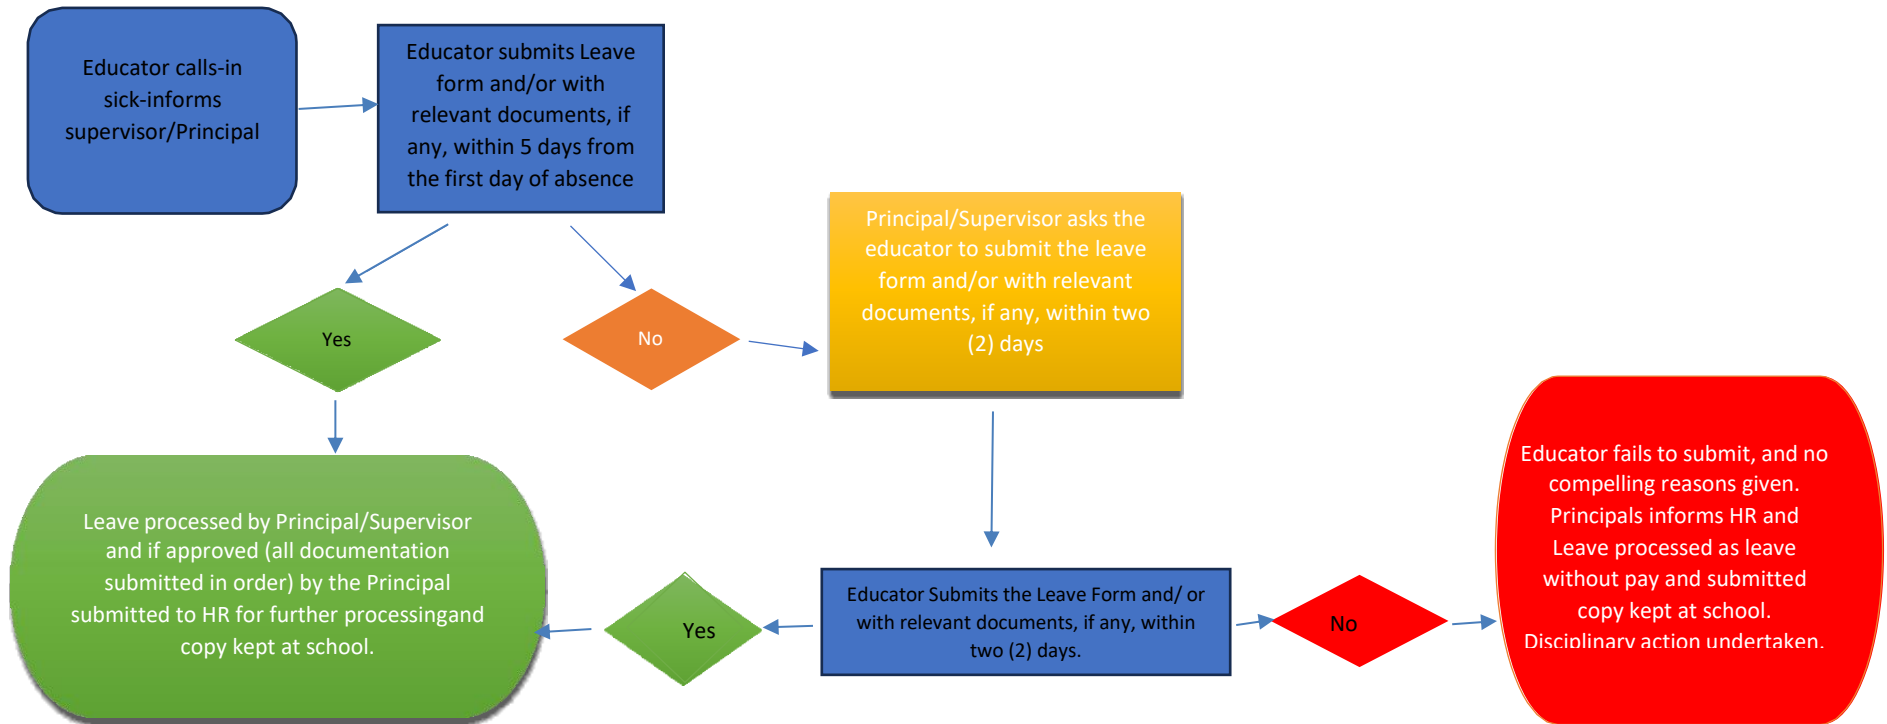 Educator calls-in
sick-informs
supervisor/Principal
Educator submits Leave
form and/or with
relevant documents, if
any, within 5 days from
the first day of absence
Principal/Supervisor asks the
educator to submit the leave
form and/or with relevant
documents, if any, within two
(2) days
Yes
No
Leave processed by Principal/Supervisor
and if approved (all documentation
submitted in order) by the Principal
submitted to HR for further processingand
copy kept at school.
Yes
Educator Submits the Leave Form and/ or
with relevant documents, if any, within
two (2) days.
No
Educator fails to submit, and no
compelling reasons given.
Principals informs HR and
Leave processed as leave
without pay and submitted
copy kept at school.
Disciplinary action undertaken.